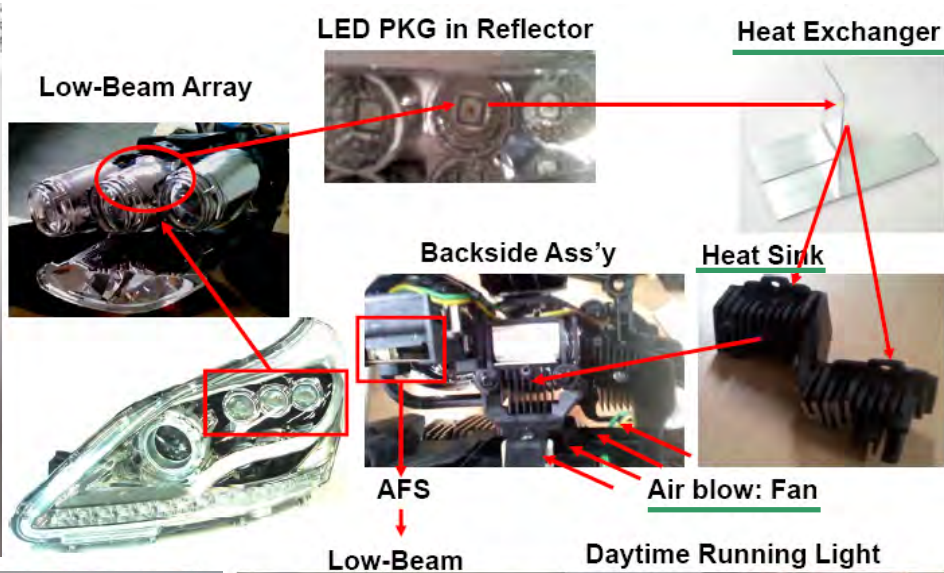 LED PKG in Reflector
Heat Exchanger
Low-Beam Array
Backside Ass'y
Heat Sink
AFS
Air blow: Fan
Low-Beam
Daytime Running Light